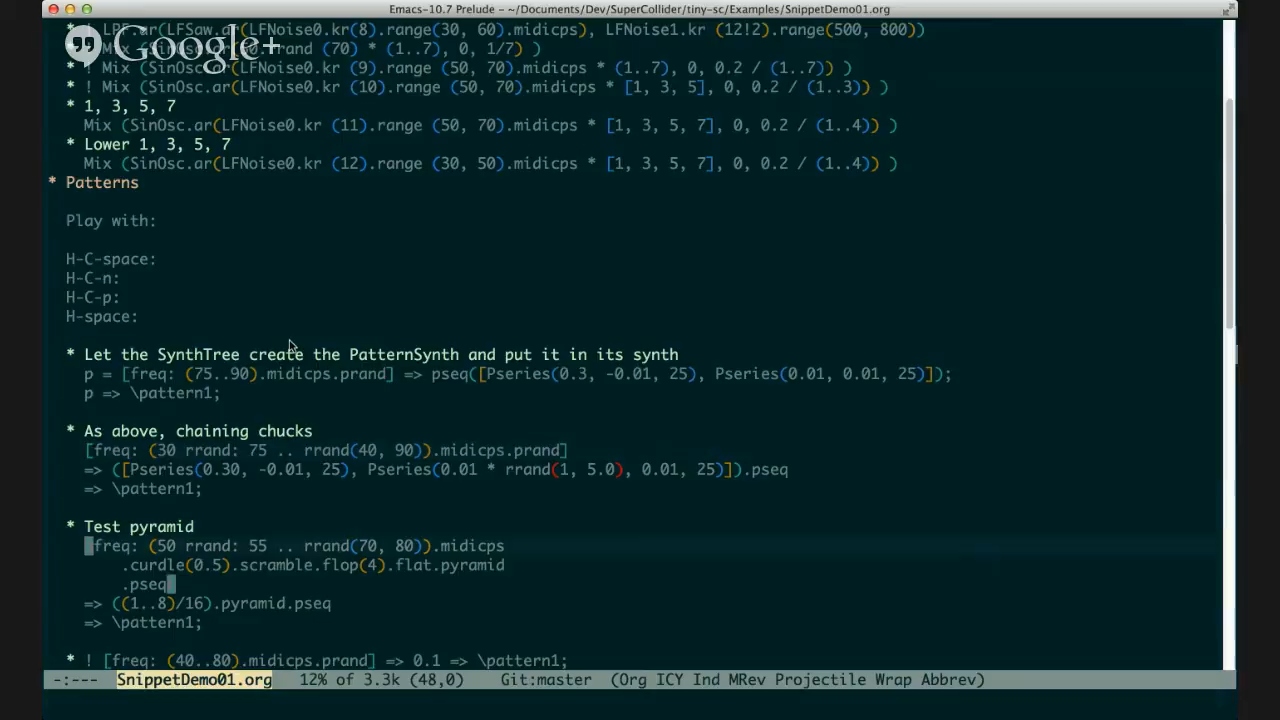 Emacs-10.7 Prelude – ~/Documents/Dev/SuperCollider/tiny-sc/Examples/SnippetDemo01.org
Google+
* ! LPF.ar(LFSaw.ar(LFNoise0.kr(8).range(30, 60).midicps), LFNoise1.kr (12!2).range(500, 800))
Mix (SinOsc. rand (70) * (1..7), 0, 1/7) )
* ! Mix (SinOsc.ar(LFNoise0.kr (9).range (50, 70).midicps * (1..7), 0, 0.2 / (1..7)) )
* ! Mix (SinOsc.ar(LFNoise0.kr (10).range (50, 70).midicps * [1, 3, 5], 0, 0.2 / (1..3)) )
* 1, 3, 5, 7
Mix (SinOsc.ar(LFNoise0.kr (11).range (50, 70).midicps * [1, 3, 5, 7], 0, 0.2 / (1..4)) )
* Lower 1, 3, 5, 7
Mix (SinOsc.ar(LFNoise0.kr (12).range (30, 50).midicps * [1, 3, 5, 7], 0, 0.2 / (1..4)) )
* Patterns
Play with:
H-C-space:
H-C-n:
H-C-p:
H-space:
* Let the SynthTree create the PatternSynth and put it in its synth
p = [freq: (75..90).midicps.prand] => pseq([Pseries(0.3, -0.01, 25), Pseries(0.01, 0.01, 25)]);
p => \pattern1;
* As above, chaining chucks
[freq: (30 rrand: 75 .. rrand(40, 90)).midicps.prand]
=> ([Pseries(0.30, -0.01, 25), Pseries(0.01 * rrand(1, 5.0), 0.01, 25)]).pseq
=> \pattern1;
* Test pyramid
freq: (50 rrand: 55 .. rrand(70, 80)).midicps
.curdle(0.5).scramble.flop(4).flat.pyramid
.pseq
=> ((1..8)/16).pyramid.pseq
=> \pattern1;
* ! [freq: (40..80).midicps.prand] => 0.1 => \pattern1;
-:--- SnippetDemo01.org 12% of 3.3k (48,0) Git:master (Org ICY Ind MRev Projectile Wrap Abbrev)